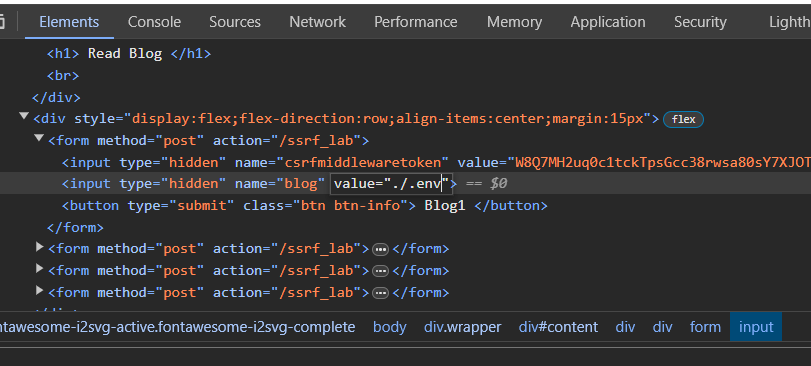 Elements Console Sources Network Performance Memory Application Security Lighth
<h1> Read Blog </h1>
<br>
</div>
<div style="display:flex;flex-direction:row;align-items:center;margin:15px"> flex
<form method="post" action="/ssrf_lab">
<input type="hidden" name="csrfmiddlewaretoken" value="W8Q7MH2uq0c1tckTpsGcc38rwsa80sY7XJOT
<input type="hidden" name="blog" value="./.env"> == $0
<button type="submit" class="btn btn-info"> Blog1 </button>
</form>
<form method="post" action="/ssrf_lab"> … </form>
<form method="post" action="/ssrf_lab"> … </form>
<form method="post" action="/ssrf_lab"> … </form>
ntawesome-i2svg-active.fontawesome-i2svg-complete body div.wrapper div#content div div form input